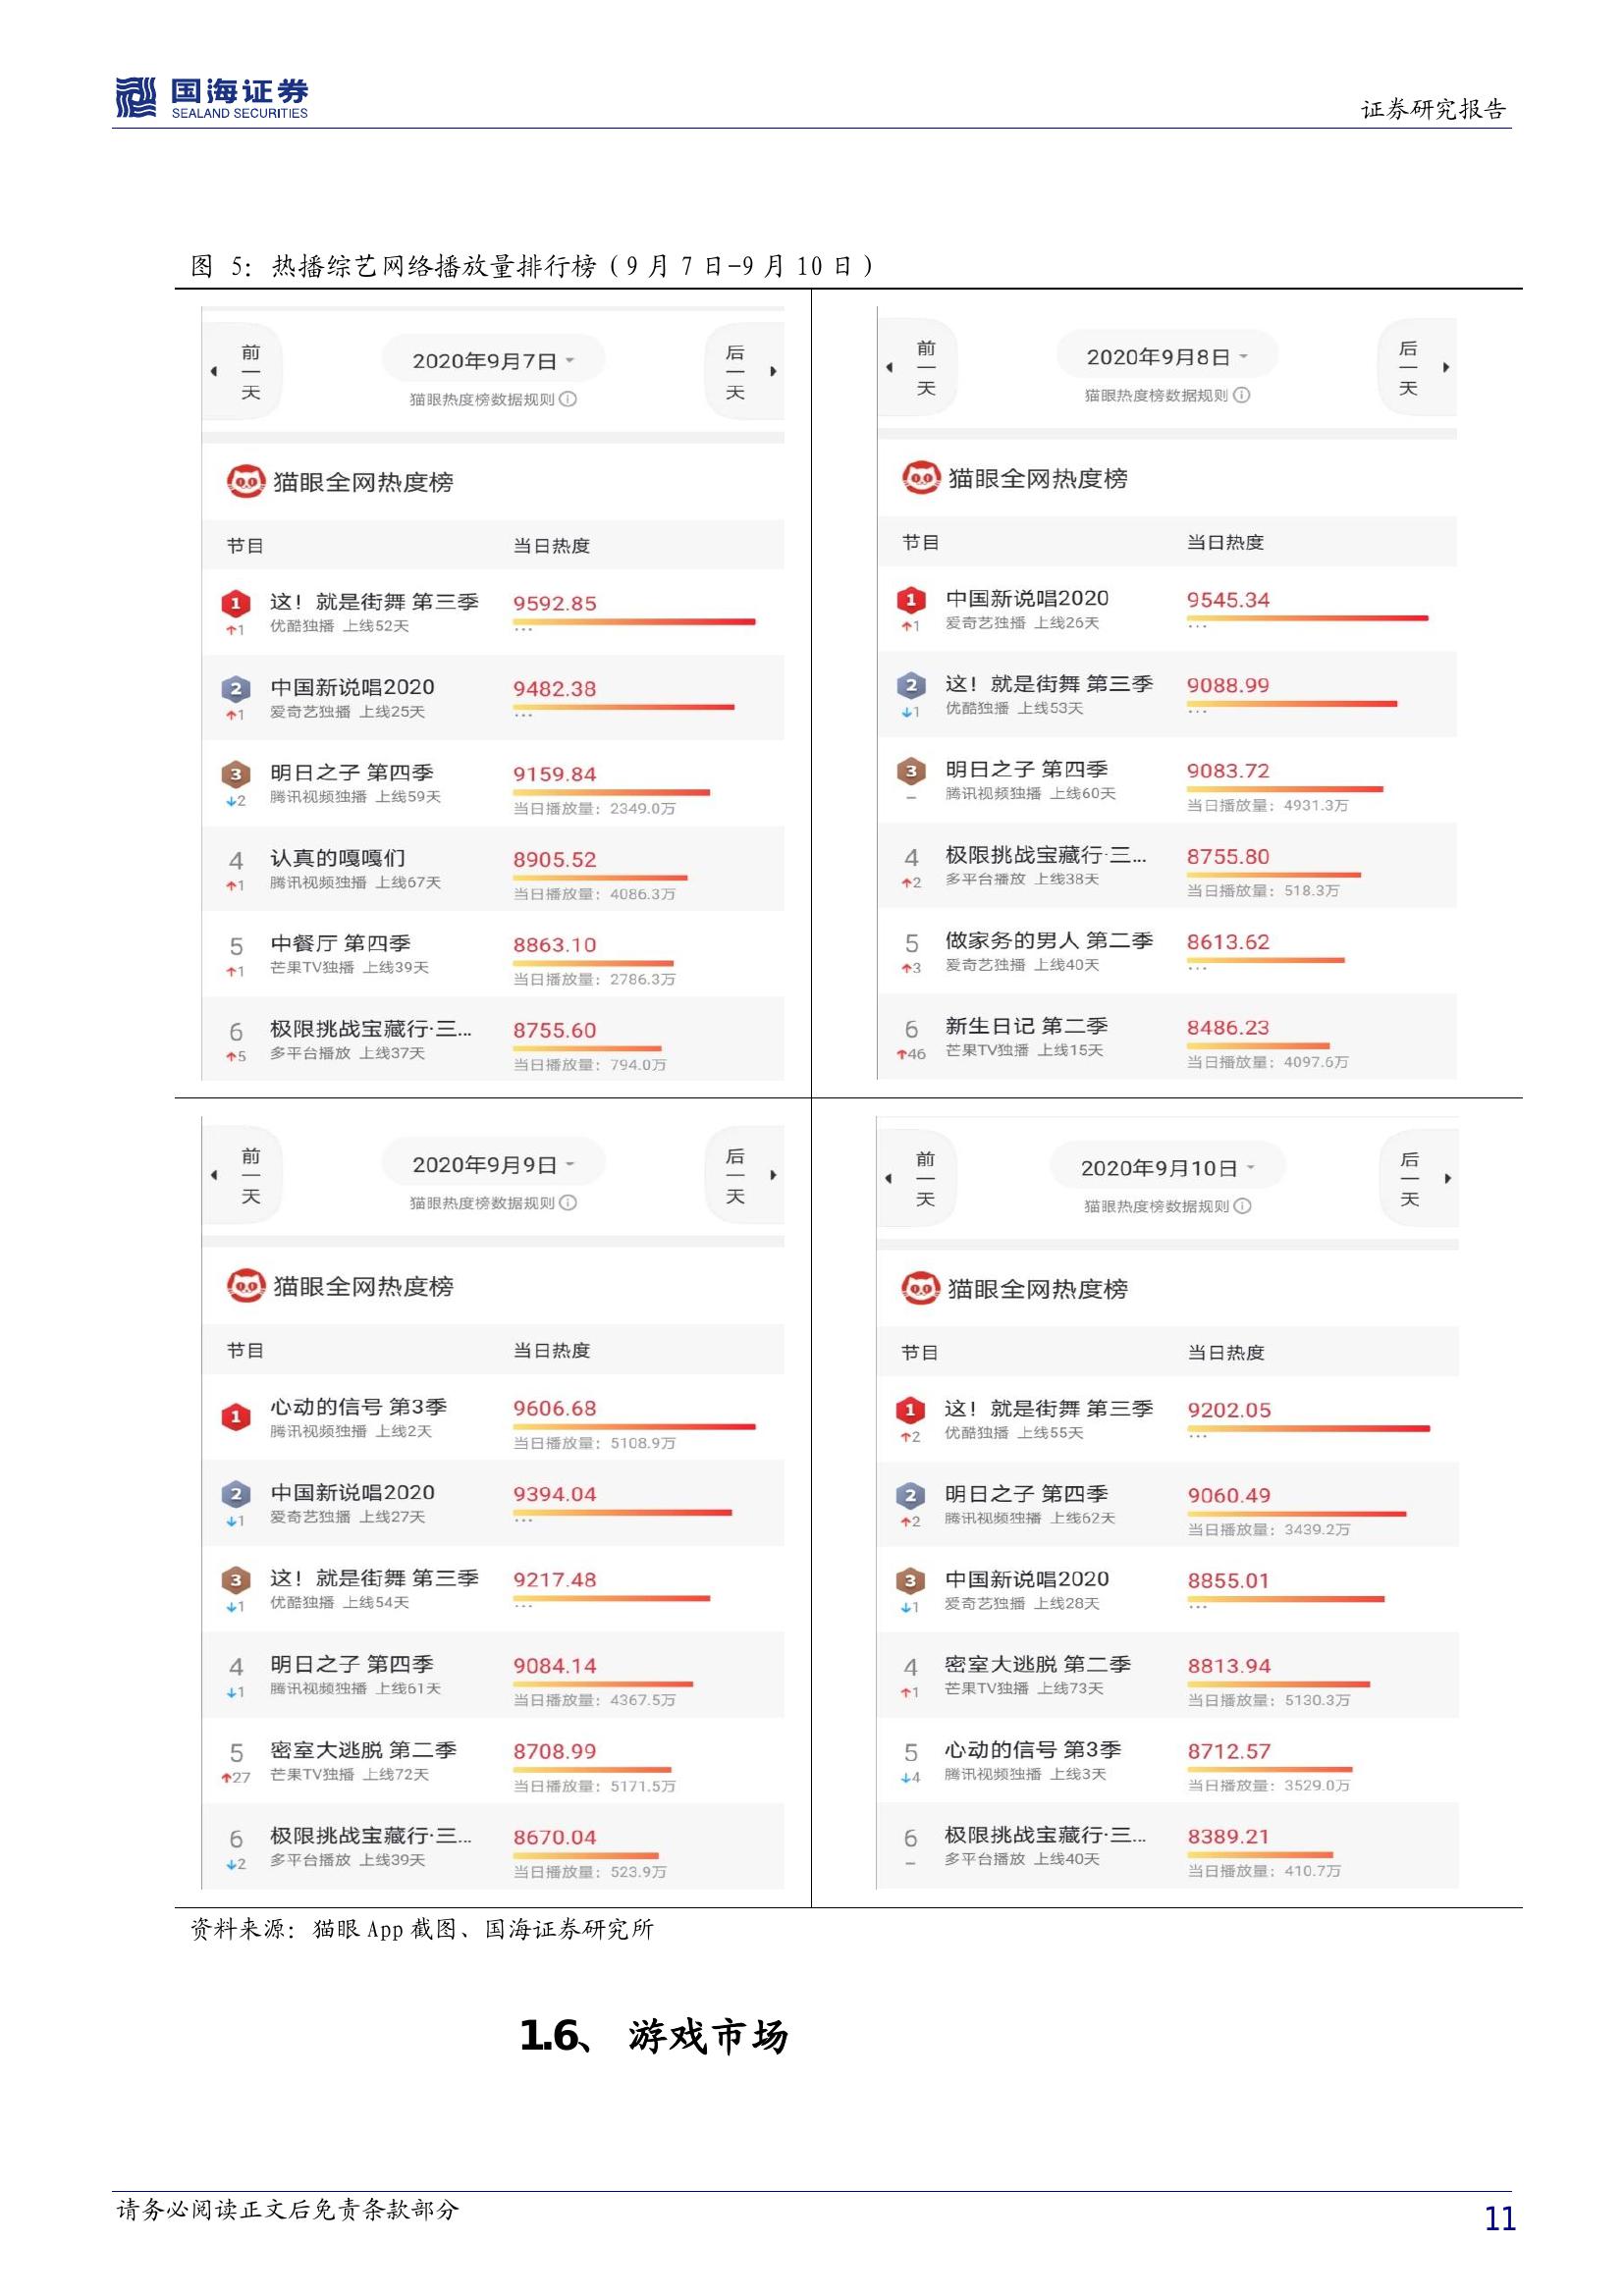 国海证券
SEALAND SECURITIES
证券研究报告
图 5：热播综艺网络播放量排行榜（9月7日-9月10日）
前一天
2020年9月7日
后一天
猫眼热度榜数据规则
猫眼全网热度榜
节目 当日热度
1 这！就是街舞 第三季 9592.85
↑1 优酷独播 上线52天 ...
2 中国新说唱2020 9482.38
↑1 爱奇艺独播 上线25天 ...
3 明日之子 第四季 9159.84
↓2 腾讯视频独播 上线59天 当日播放量：2349.0万
4 认真的嘎嘎们 8905.52
↑1 腾讯视频独播 上线67天 当日播放量：4086.3万
5 中餐厅 第四季 8863.10
↑1 芒果TV独播 上线39天 当日播放量：2786.3万
6 极限挑战宝藏行·三... 8755.60
↑5 多平台播放 上线37天 当日播放量：794.0万
前一天
2020年9月8日
后一天
猫眼热度榜数据规则
猫眼全网热度榜
节目 当日热度
1 中国新说唱2020 9545.34
↑1 爱奇艺独播 上线26天 ...
2 这！就是街舞 第三季 9088.99
↓1 优酷独播 上线53天 ...
3 明日之子 第四季 9083.72
– 腾讯视频独播 上线60天 当日播放量：4931.3万
4 极限挑战宝藏行·三... 8755.80
↑2 多平台播放 上线38天 当日播放量：518.3万
5 做家务的男人 第二季 8613.62
↑3 爱奇艺独播 上线40天 ...
6 新生日记 第二季 8486.23
↑46 芒果TV独播 上线15天 当日播放量：4097.6万
前一天
2020年9月9日
后一天
猫眼热度榜数据规则
猫眼全网热度榜
节目 当日热度
1 心动的信号 第3季 9606.68
腾讯视频独播 上线2天 当日播放量：5108.9万
2 中国新说唱2020 9394.04
↓1 爱奇艺独播 上线27天 ...
3 这！就是街舞 第三季 9217.48
↓1 优酷独播 上线54天 ...
4 明日之子 第四季 9084.14
↓1 腾讯视频独播 上线61天 当日播放量：4367.5万
5 密室大逃脱 第二季 8708.99
↑27 芒果TV独播 上线72天 当日播放量：5171.5万
6 极限挑战宝藏行·三... 8670.04
↓2 多平台播放 上线39天 当日播放量：523.9万
前一天
2020年9月10日
后一天
猫眼热度榜数据规则
猫眼全网热度榜
节目 当日热度
1 这！就是街舞 第三季 9202.05
↑2 优酷独播 上线55天 ...
2 明日之子 第四季 9060.49
↑2 腾讯视频独播 上线62天 当日播放量：3439.2万
3 中国新说唱2020 8855.01
↓1 爱奇艺独播 上线28天 ...
4 密室大逃脱 第二季 8813.94
↑1 芒果TV独播 上线73天 当日播放量：5130.3万
5 心动的信号 第3季 8712.57
↓4 腾讯视频独播 上线3天 当日播放量：3529.0万
6 极限挑战宝藏行·三... 8389.21
– 多平台播放 上线40天 当日播放量：410.7万
资料来源：猫眼 App 截图、国海证券研究所
1.6、 游戏市场
请务必阅读正文后免责条款部分
11